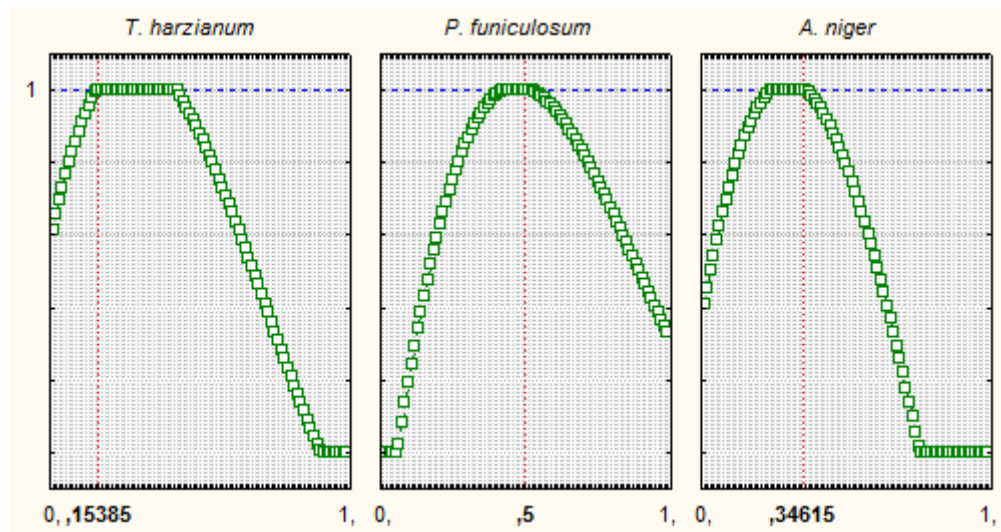 T. harzianum P. funiculosum A. niger
1
0, ,15385 1, 0, ,5 1, 0, ,34615 1,